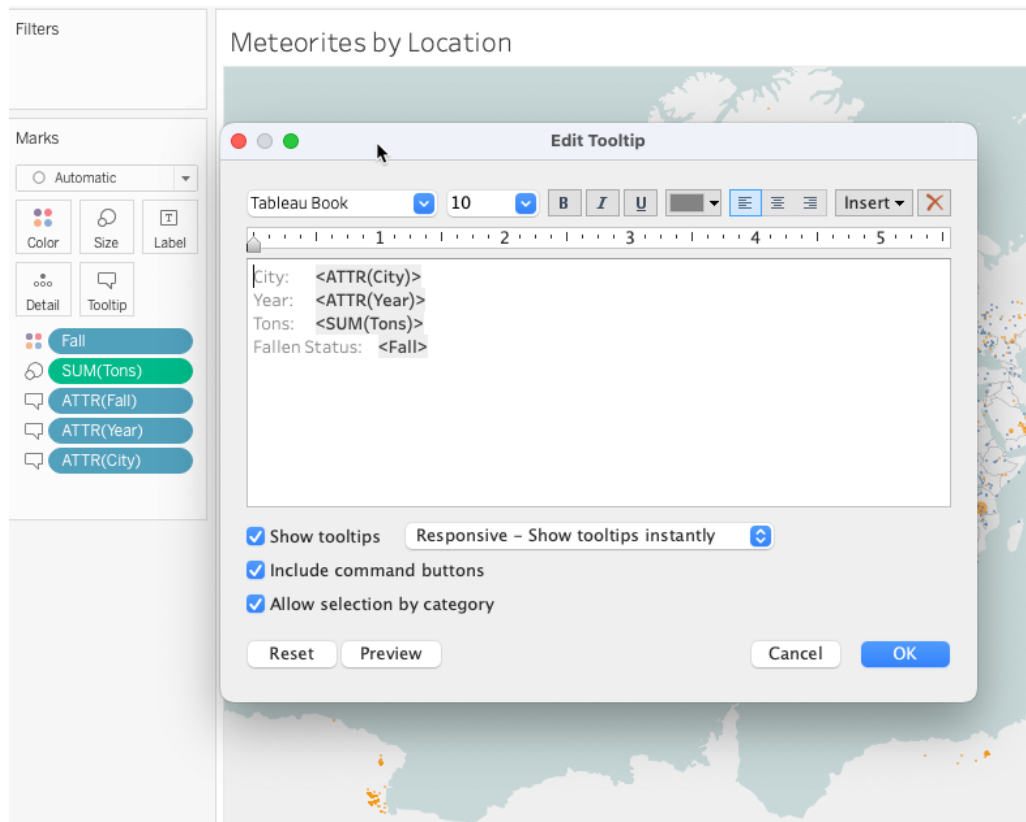 Filters
Meteorites by Location
Marks
Automatic
Color Size Label
Detail Tooltip
Fall
SUM(Tons)
ATTR(Fall)
ATTR(Year)
ATTR(City)
Edit Tooltip
Tableau Book 10 B I U Insert
1 2 3 4 5
City: <ATTR(City)>
Year: <ATTR(Year)>
Tons: <SUM(Tons)>
Fallen Status: <Fall>
Show tooltips Responsive – Show tooltips instantly
Include command buttons
Allow selection by category
Reset Preview Cancel OK